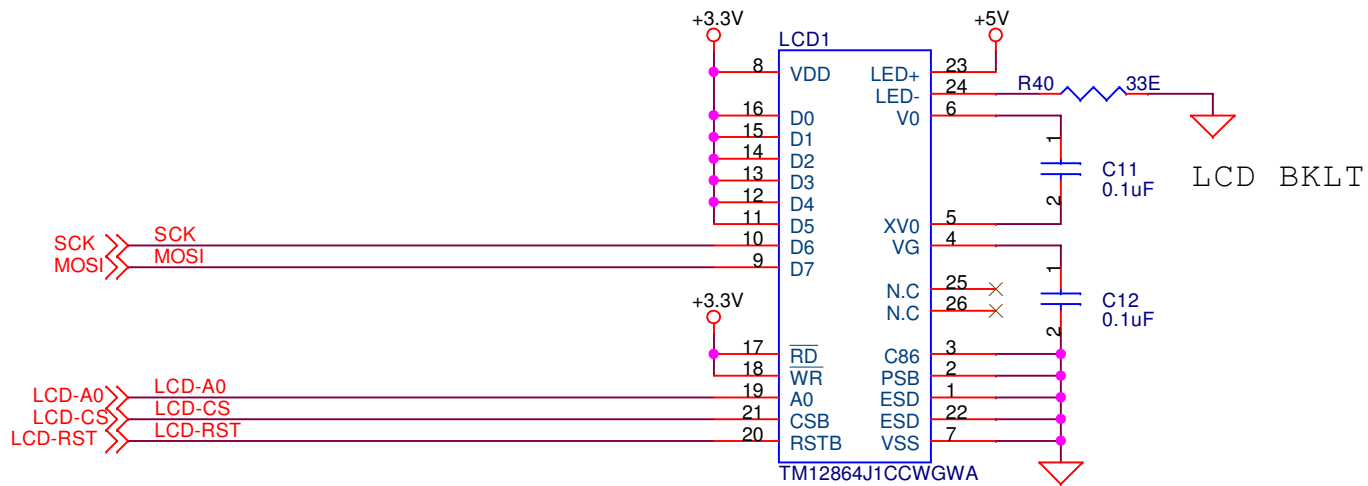 +3.3V
+5V
LCD1
8 VDD LED+ 23
LED- 24 R40 33E
16 D0 V0 6
15 D1 1
14 D2
13 D3 C11 LCD BKLT
12 D4 0.1uF
2
11 D5 XV0 5
SCK SCK 10 D6 VG 4
MOSI MOSI 9 D7 1
N.C 25
+3.3V N.C 26 C12
0.1uF
2
17 RD C86 3
18 WR PSB 2
LCD-A0 LCD-A0 19 A0 ESD 1
LCD-CS LCD-CS 21 CSB ESD 22
LCD-RST LCD-RST 20 RSTB VSS 7
TM12864J1CCWGWA